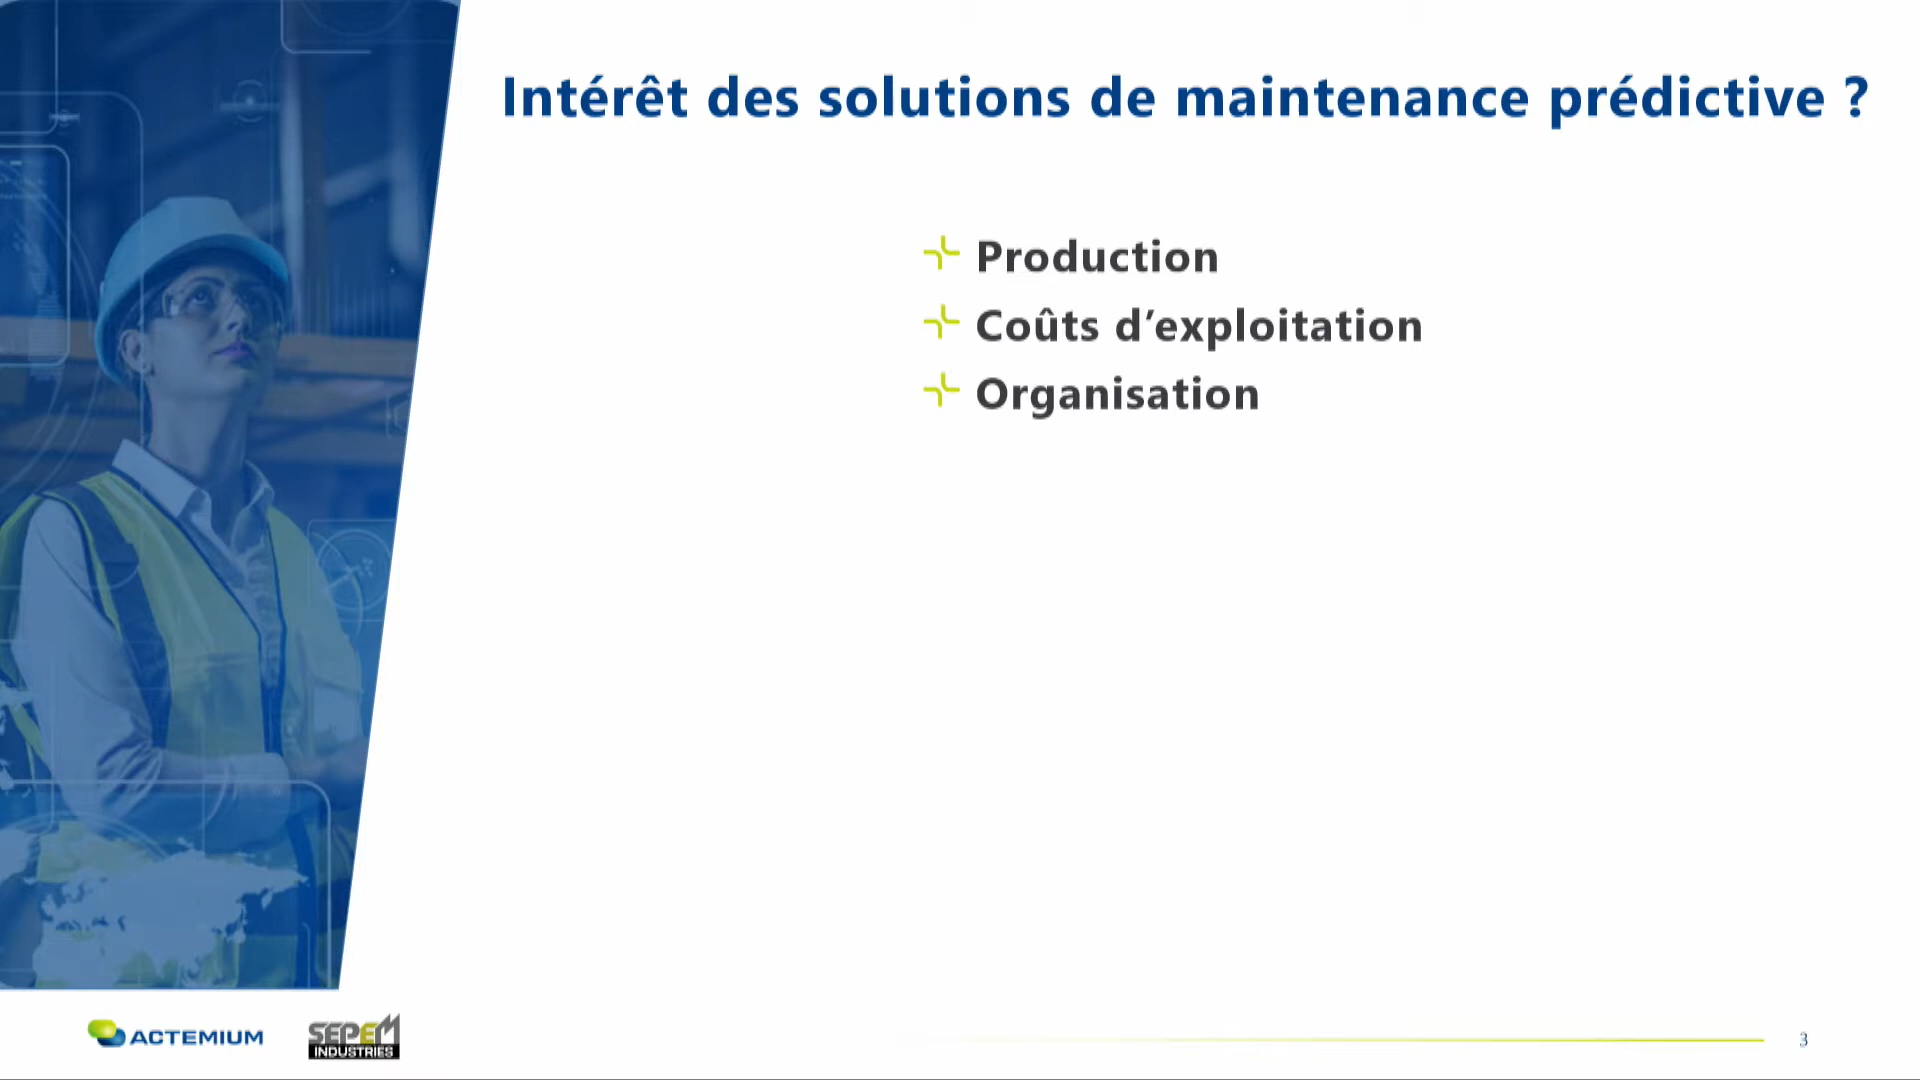 Intérêt des solutions de maintenance prédictive ?
Production
Coûts d’exploitation
Organisation
ACTEMIUM
SEPEM
INDUSTRIES
3